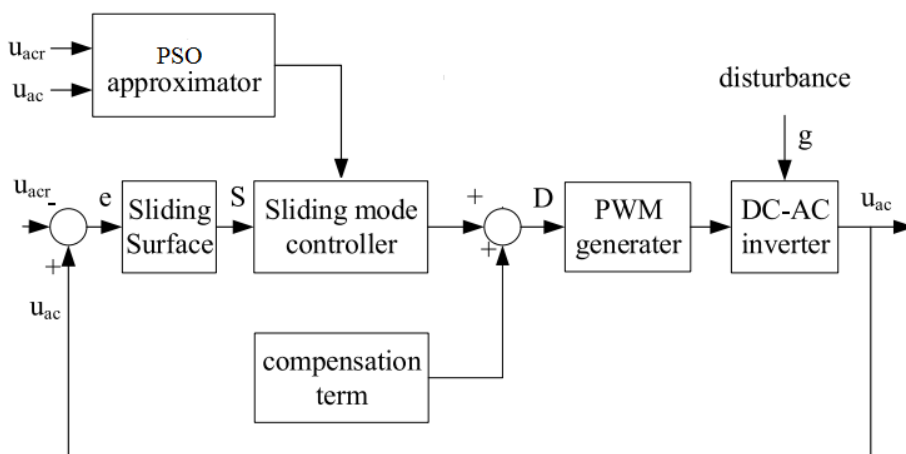 u_acr
PSO
approximator
u_ac
disturbance
g
u_acr
-
e
Sliding
Surface
S
Sliding mode
controller
+
+
D
PWM
generater
DC-AC
inverter
u_ac
+
u_ac
compensation
term